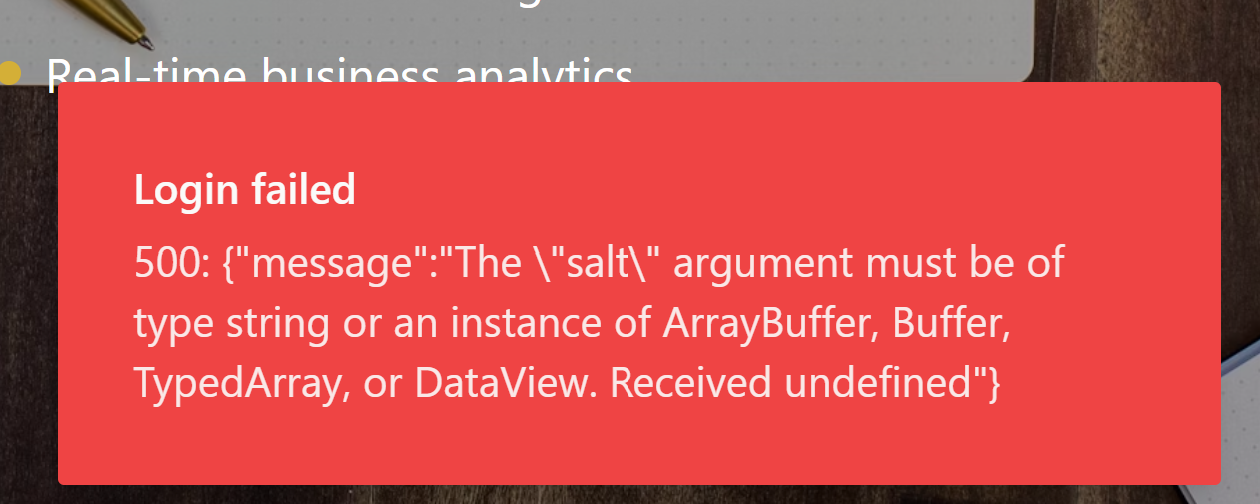 Real-time business analytics
Login failed
500: {"message":"The \"salt\" argument must be of
type string or an instance of ArrayBuffer, Buffer,
TypedArray, or DataView. Received undefined"}